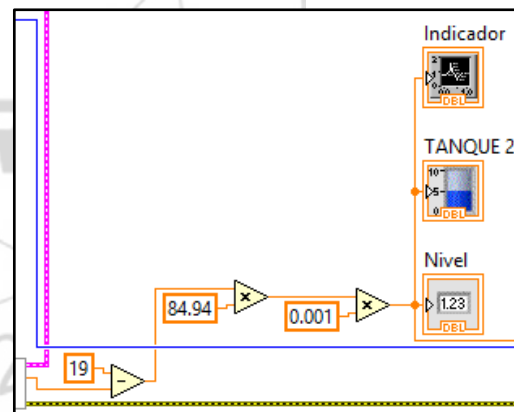 Indicador
DBL
TANQUE 2
10
5
0
DBL
Nivel
1.23
DBL
84.94
0.001
19